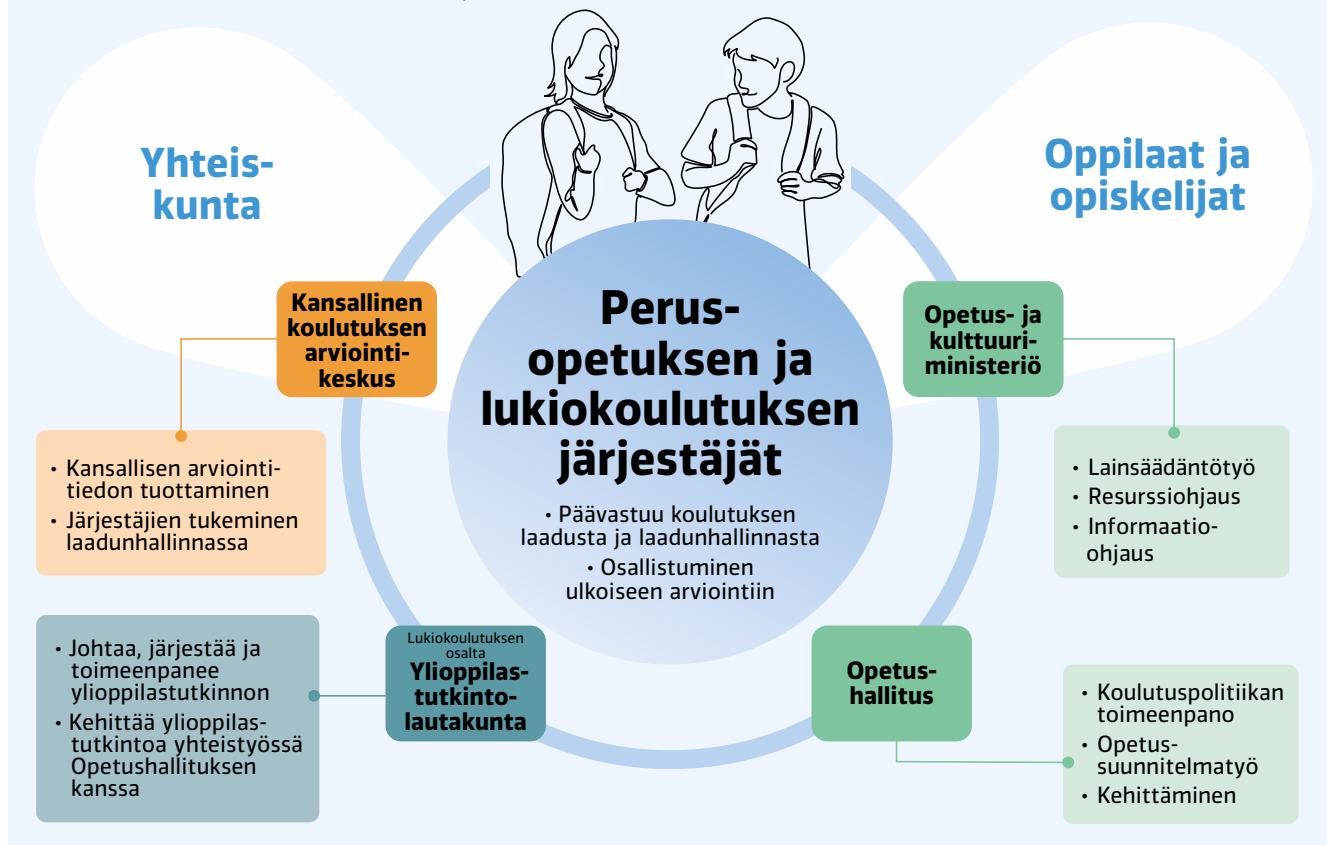 Yhteis-
kunta
Oppilaat ja
opiskelijat
Kansallinen
koulutuksen
arviointi-
keskus
Opetus- ja
kulttuuri-
ministeriö
Perus-
opetuksen ja
lukiokoulutuksen
järjestäjät
• Päävastuu koulutuksen
laadusta ja laadunhallinnasta
• Osallistuminen
ulkoiseen arviointiin
• Kansallisen arviointi-
tiedon tuottaminen
• Järjestäjien tukeminen
laadunhallinnassa
• Lainsäädäntötyö
• Resurssiohjaus
• Informaatio-
ohjaus
• Johtaa, järjestää ja
toimeenpanee
ylioppilastutkinnon
• Kehittää ylioppilas-
tutkintoa yhteistyössä
Opetushallituksen
kanssa
Lukiokoulutuksen
osalta
Ylioppilas-
tutkinto-
lautakunta
Opetus-
hallitus
• Koulutuspolitiikan
toimeenpano
• Opetus-
suunnitelmatyö
• Kehittäminen